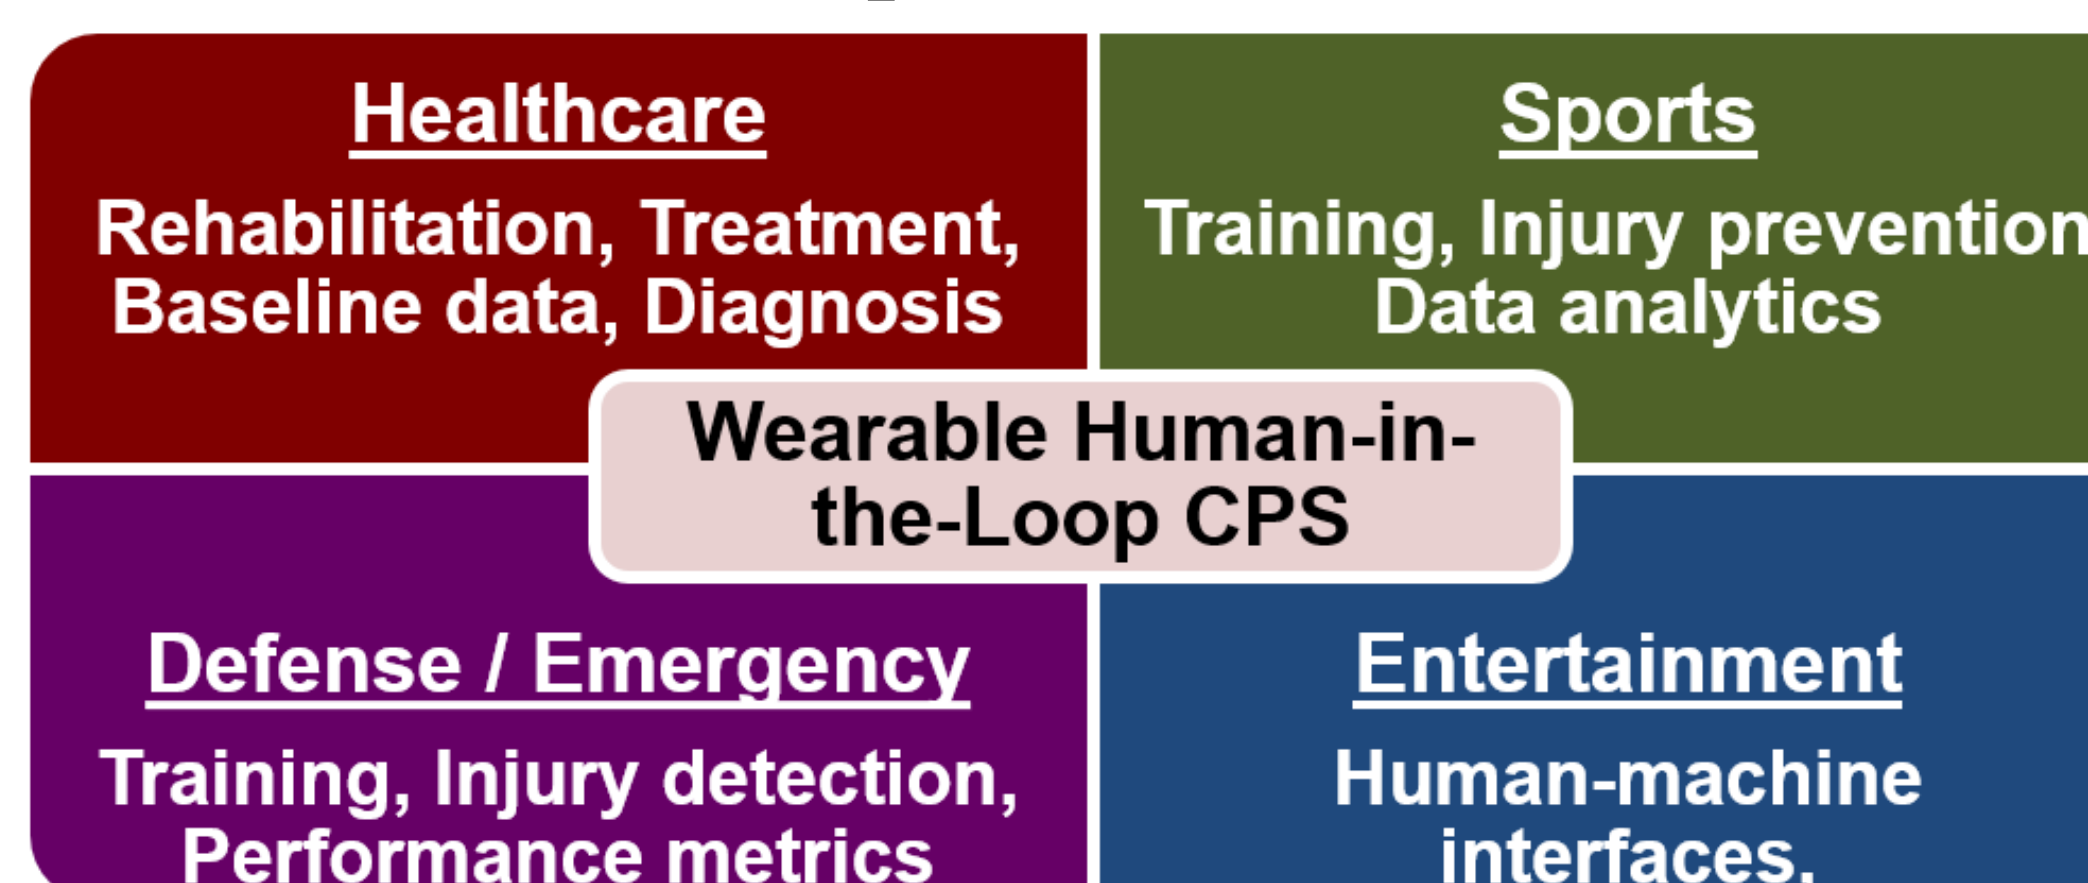 Healthcare
Rehabilitation, Treatment,
Baseline data, Diagnosis
Sports
Training, Injury prevention
Data analytics
Wearable Human-in-
the-Loop CPS
Defense / Emergency
Training, Injury detection,
Performance metrics
Entertainment
Human-machine
interfaces,